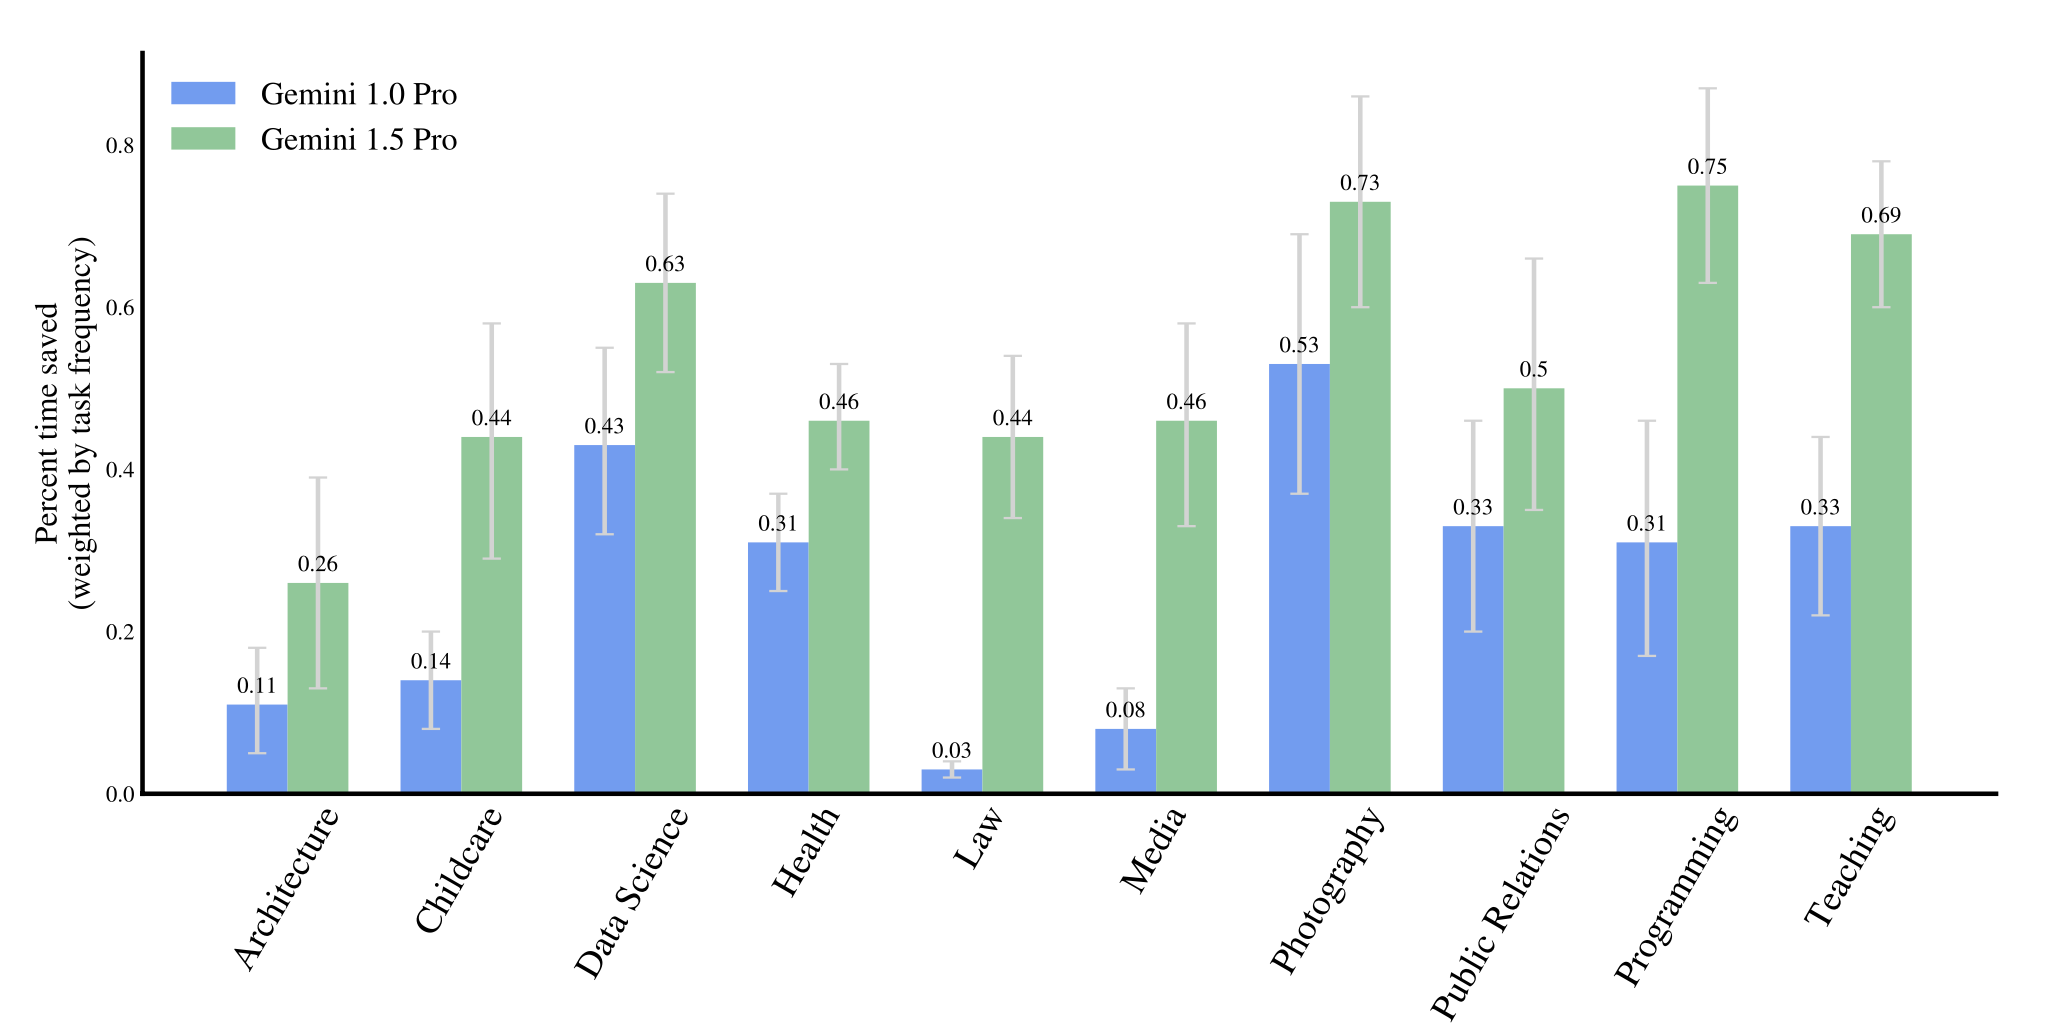 Gemini 1.0 Pro
Gemini 1.5 Pro
Percent time saved
(weighted by task frequency)
0.8
0.6
0.4
0.2
0.0
0.11
0.26
0.14
0.44
0.43
0.63
0.31
0.46
0.03
0.44
0.08
0.46
0.53
0.73
0.33
0.5
0.31
0.75
0.33
0.69
Architecture
Childcare
Data Science
Health
Law
Media
Photography
Public Relations
Programming
Teaching